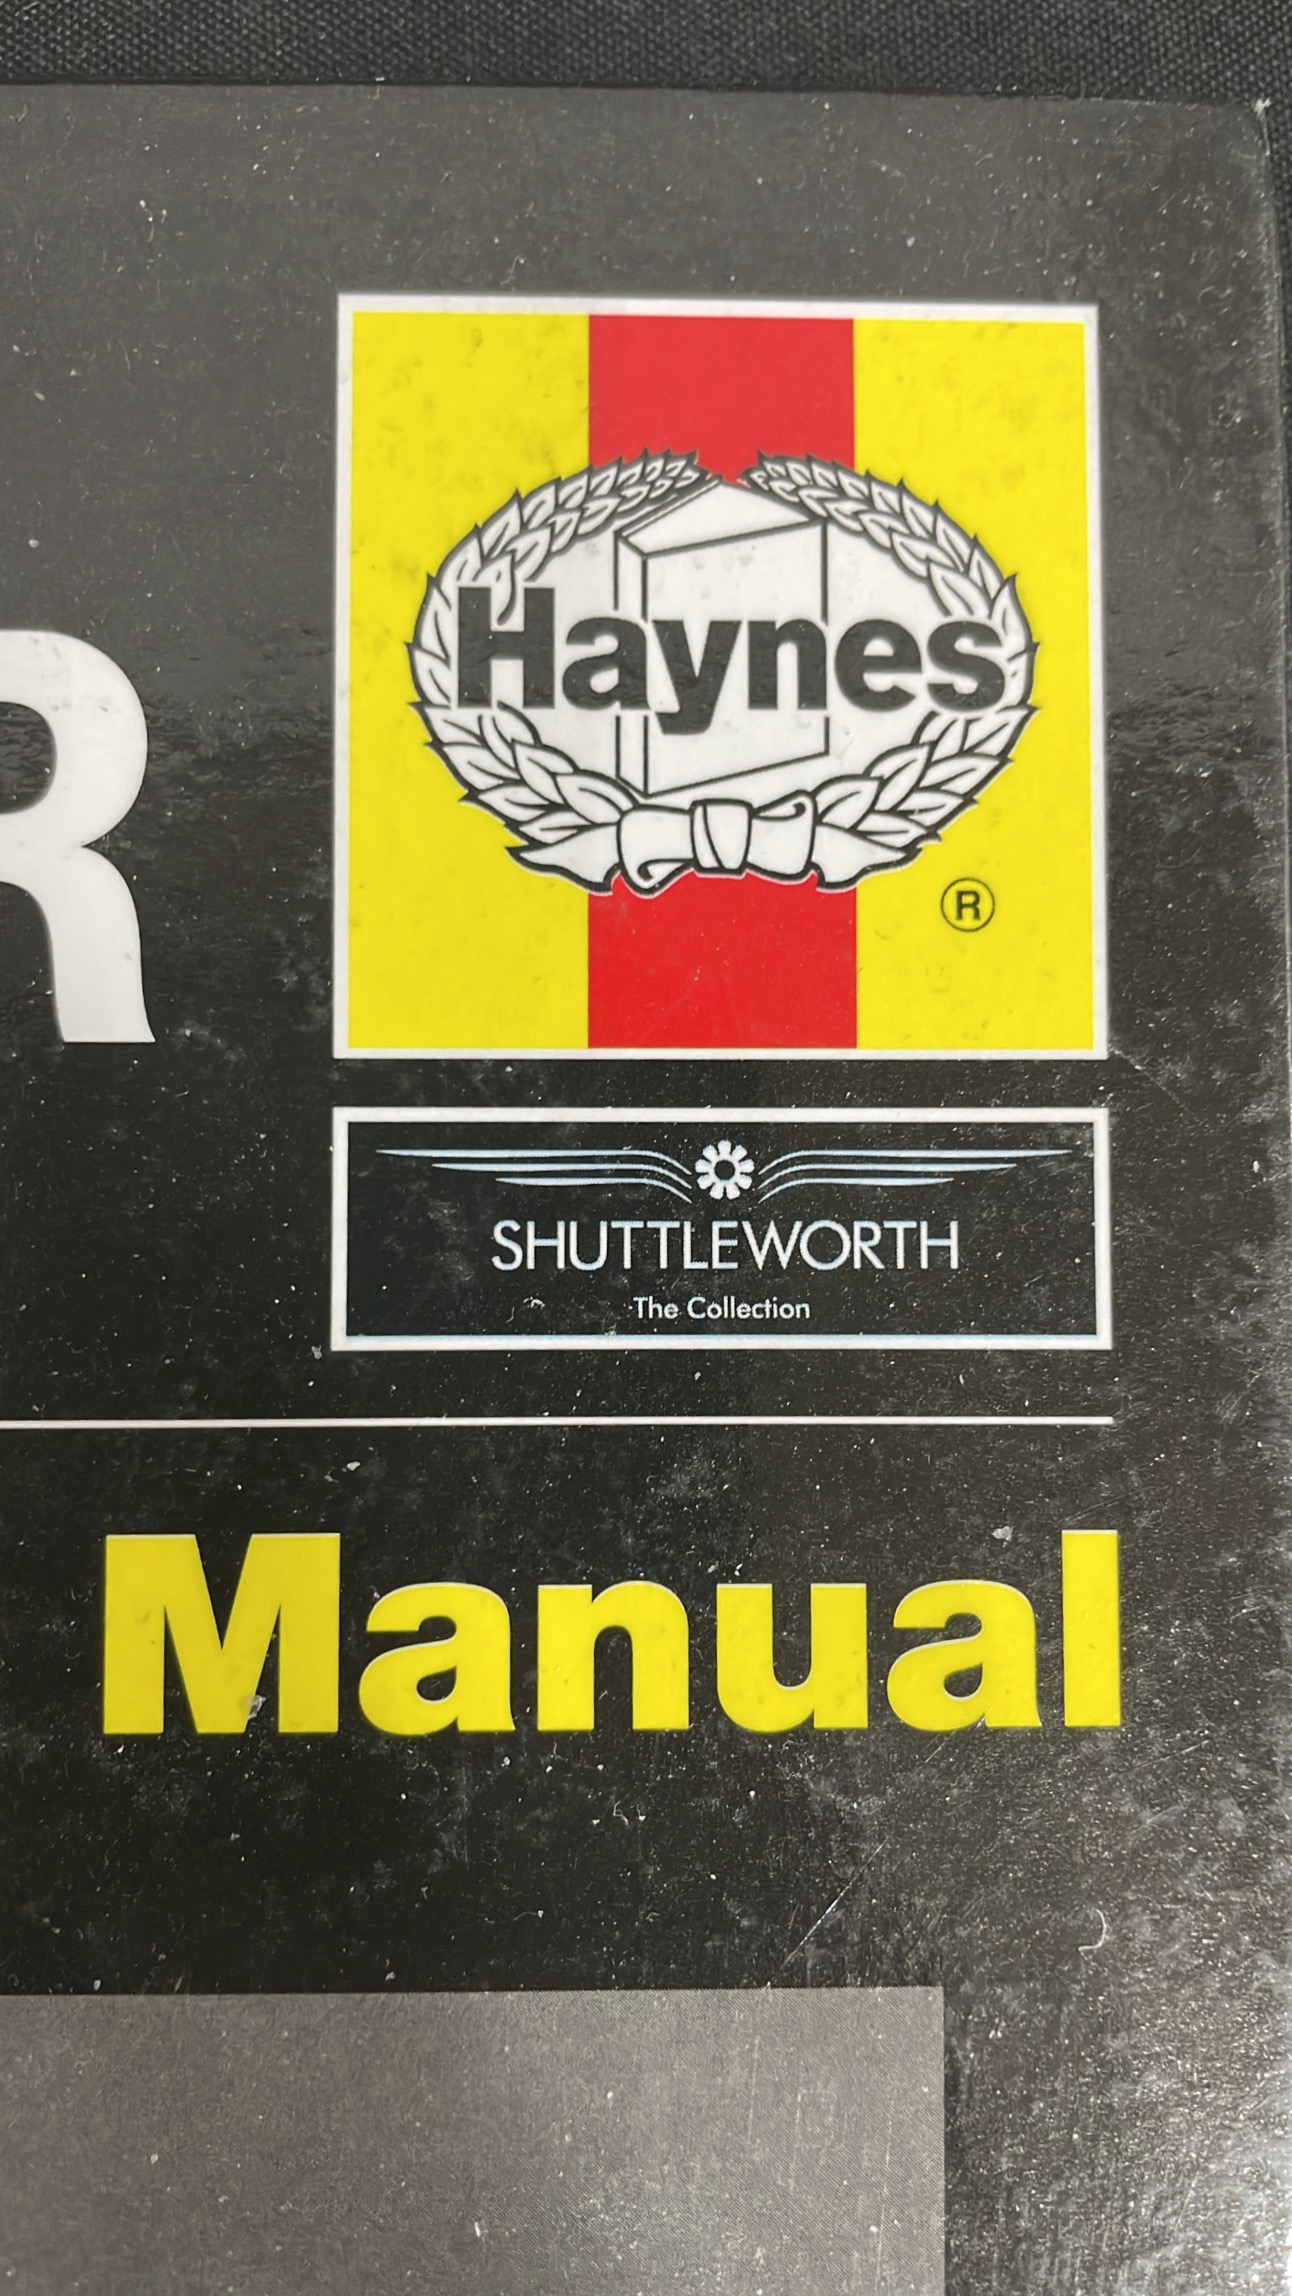 Haynes
®
R
SHUTTLEWORTH
The Collection
Manual